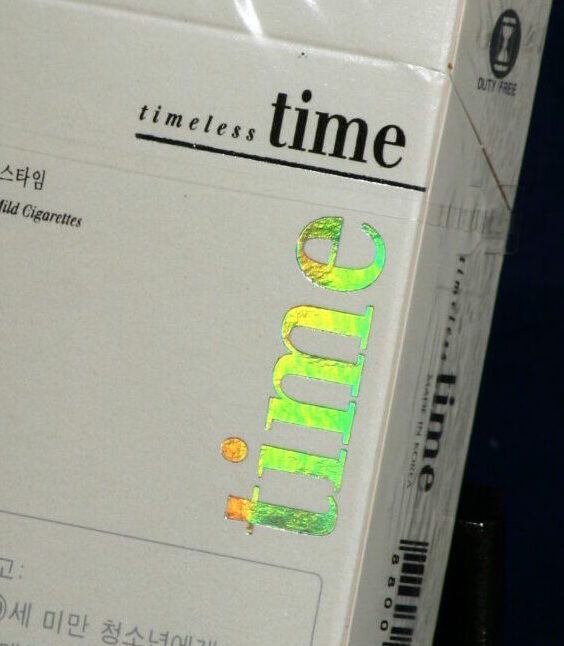 timeless time
스타임
Mild Cigarettes
time
고:
세 미만 청소년에게
DUTY FREE
timeless time
MADE IN KOREA
8800